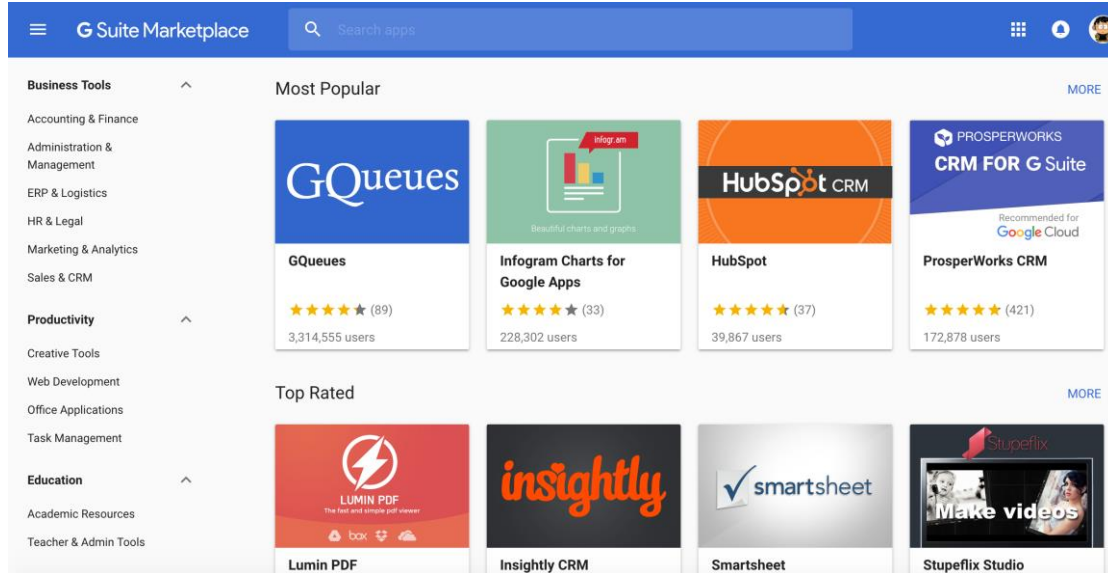 G Suite Marketplace
Search apps
Business Tools
Accounting & Finance
Administration &
Management
ERP & Logistics
HR & Legal
Marketing & Analytics
Sales & CRM
Productivity
Creative Tools
Web Development
Office Applications
Task Management
Education
Academic Resources
Teacher & Admin Tools
Most Popular
MORE
GQueues
GQueues
(89)
3,314,555 users
Infogr.am
Beautiful charts and graphs
Infogram Charts for
Google Apps
(33)
228,302 users
HubSpot CRM
HubSpot
(37)
39,867 users
PROSPERWORKS
CRM FOR G Suite
Recommended for
Google Cloud
ProsperWorks CRM
(421)
172,878 users
Top Rated
MORE
LUMIN PDF
The fast and simple pdf viewer
box
Lumin PDF
insightly
Insightly CRM
smartsheet
Smartsheet
Stupeflix
Make videos
Stupeflix Studio